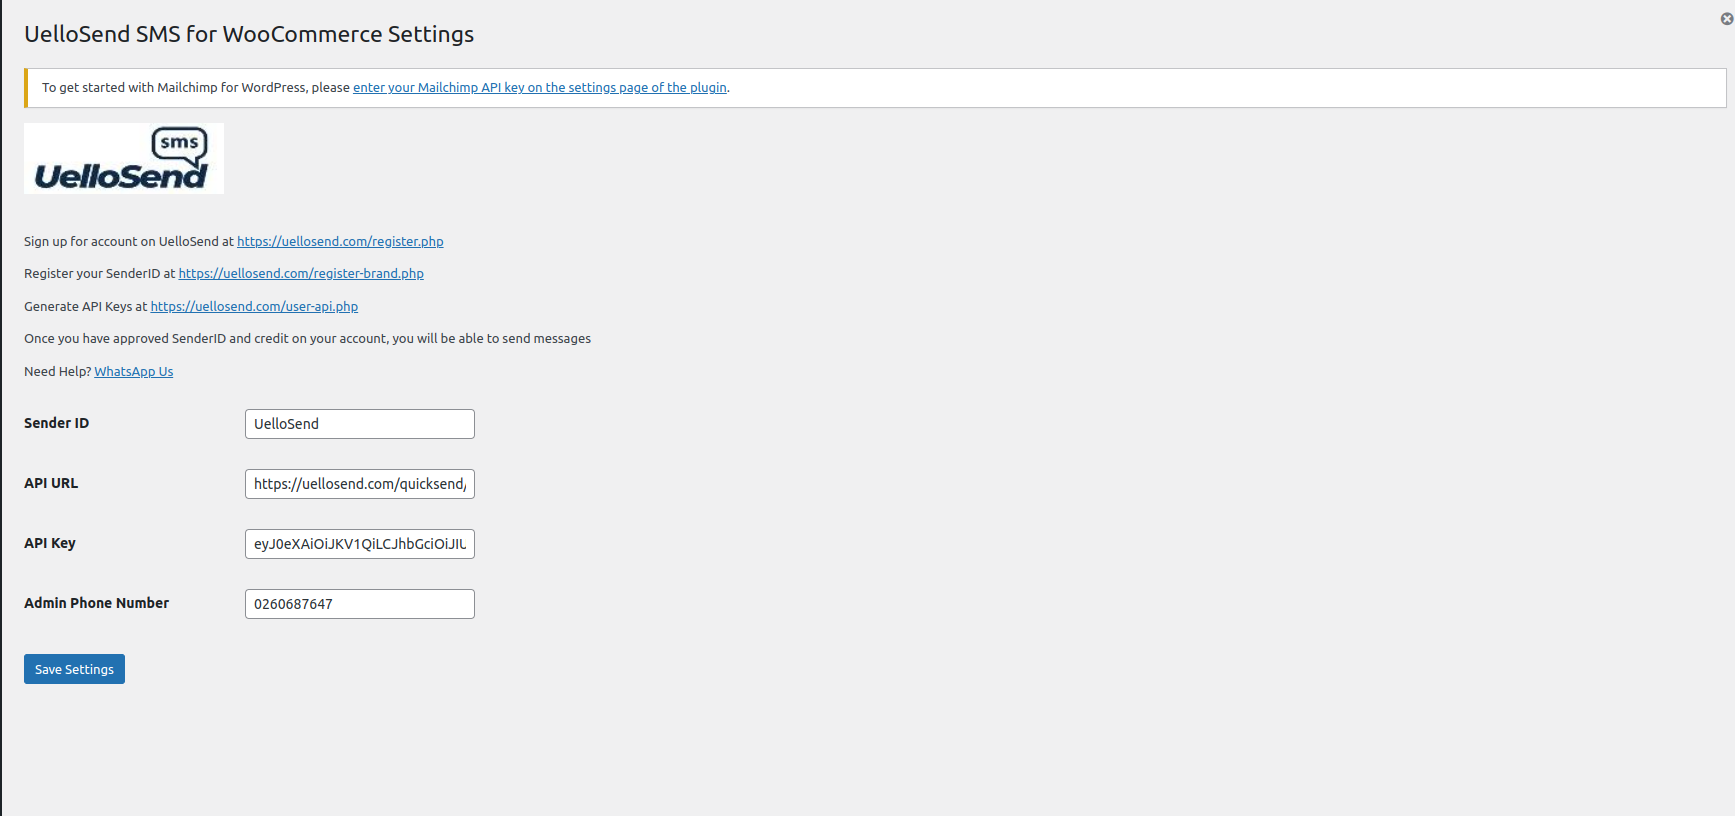 UelloSend SMS for WooCommerce Settings
To get started with Mailchimp for WordPress, please enter your Mailchimp API key on the settings page of the plugin.
sms
UelloSend
Sign up for account on UelloSend at https://uellosend.com/register.php
Register your SenderID at https://uellosend.com/register-brand.php
Generate API Keys at https://uellosend.com/user-api.php
Once you have approved SenderID and credit on your account, you will be able to send messages
Need Help? WhatsApp Us
Sender ID UelloSend
API URL https://uellosend.com/quicksend/
API Key eyJ0eXAiOiJKV1QiLCJhbGciOiJIU
Admin Phone Number 0260687647
Save Settings